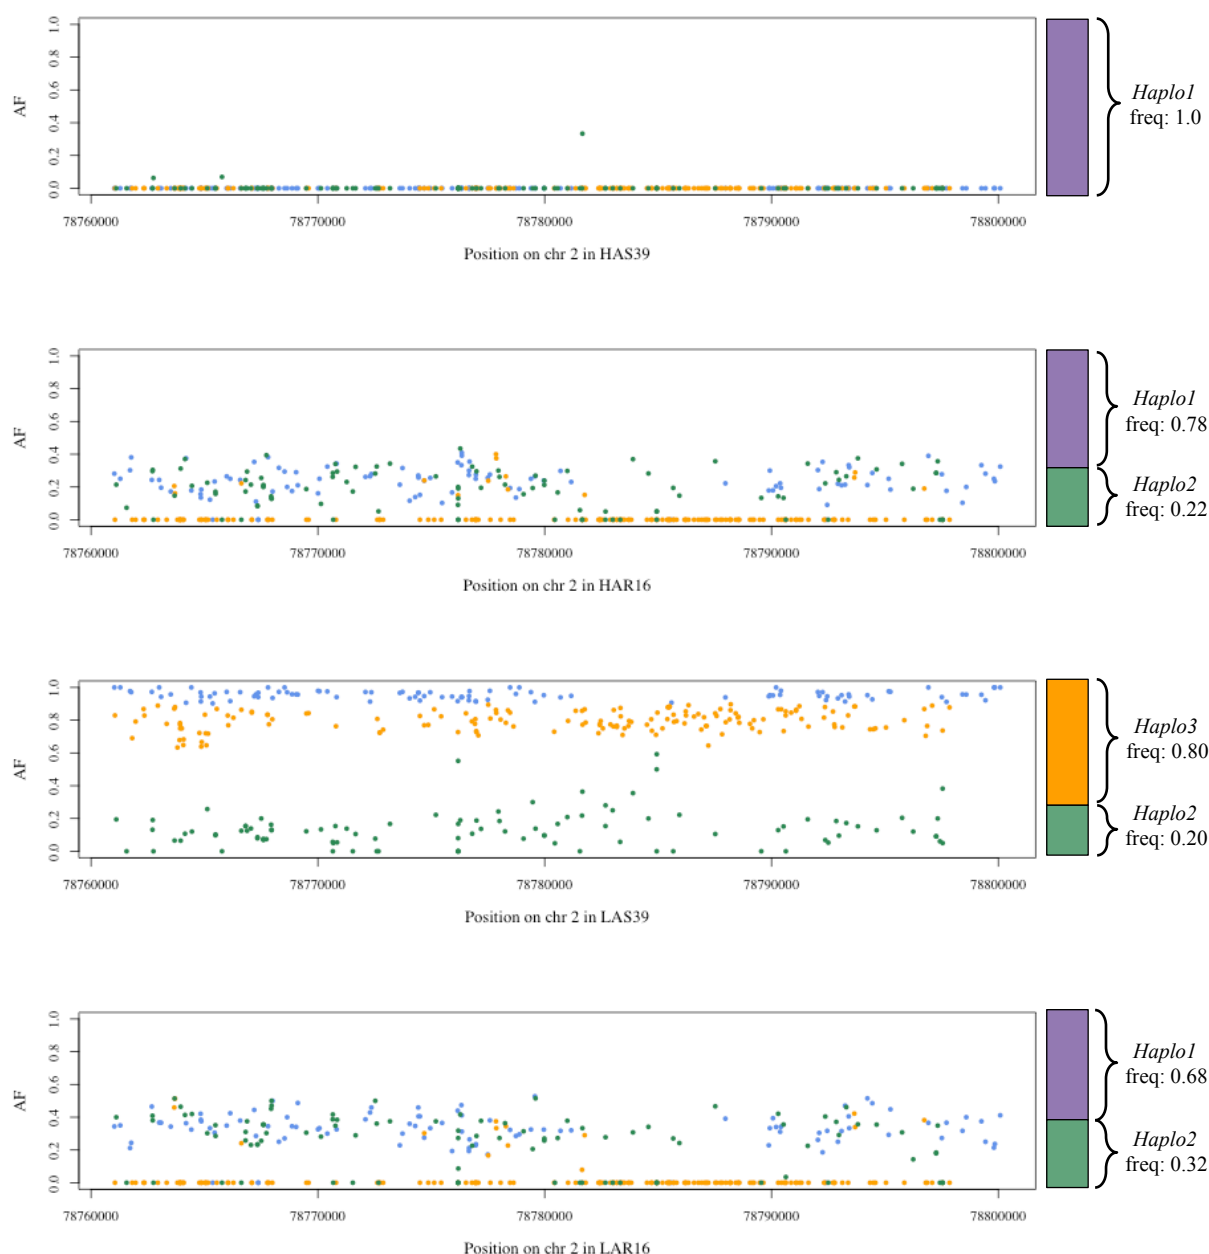 AF
0.0 0.2 0.4 0.6 0.8 1.0
78760000 78770000 78780000 78790000 78800000
Position on chr 2 in HAS39
Haplo1
freq: 1.0
AF
0.0 0.2 0.4 0.6 0.8 1.0
78760000 78770000 78780000 78790000 78800000
Position on chr 2 in HAR16
Haplo1
freq: 0.78
Haplo2
freq: 0.22
AF
0.0 0.2 0.4 0.6 0.8 1.0
78760000 78770000 78780000 78790000 78800000
Position on chr 2 in LAS39
Haplo3
freq: 0.80
Haplo2
freq: 0.20
AF
0.0 0.2 0.4 0.6 0.8 1.0
78760000 78770000 78780000 78790000 78800000
Position on chr 2 in LAR16
Haplo1
freq: 0.68
Haplo2
freq: 0.32